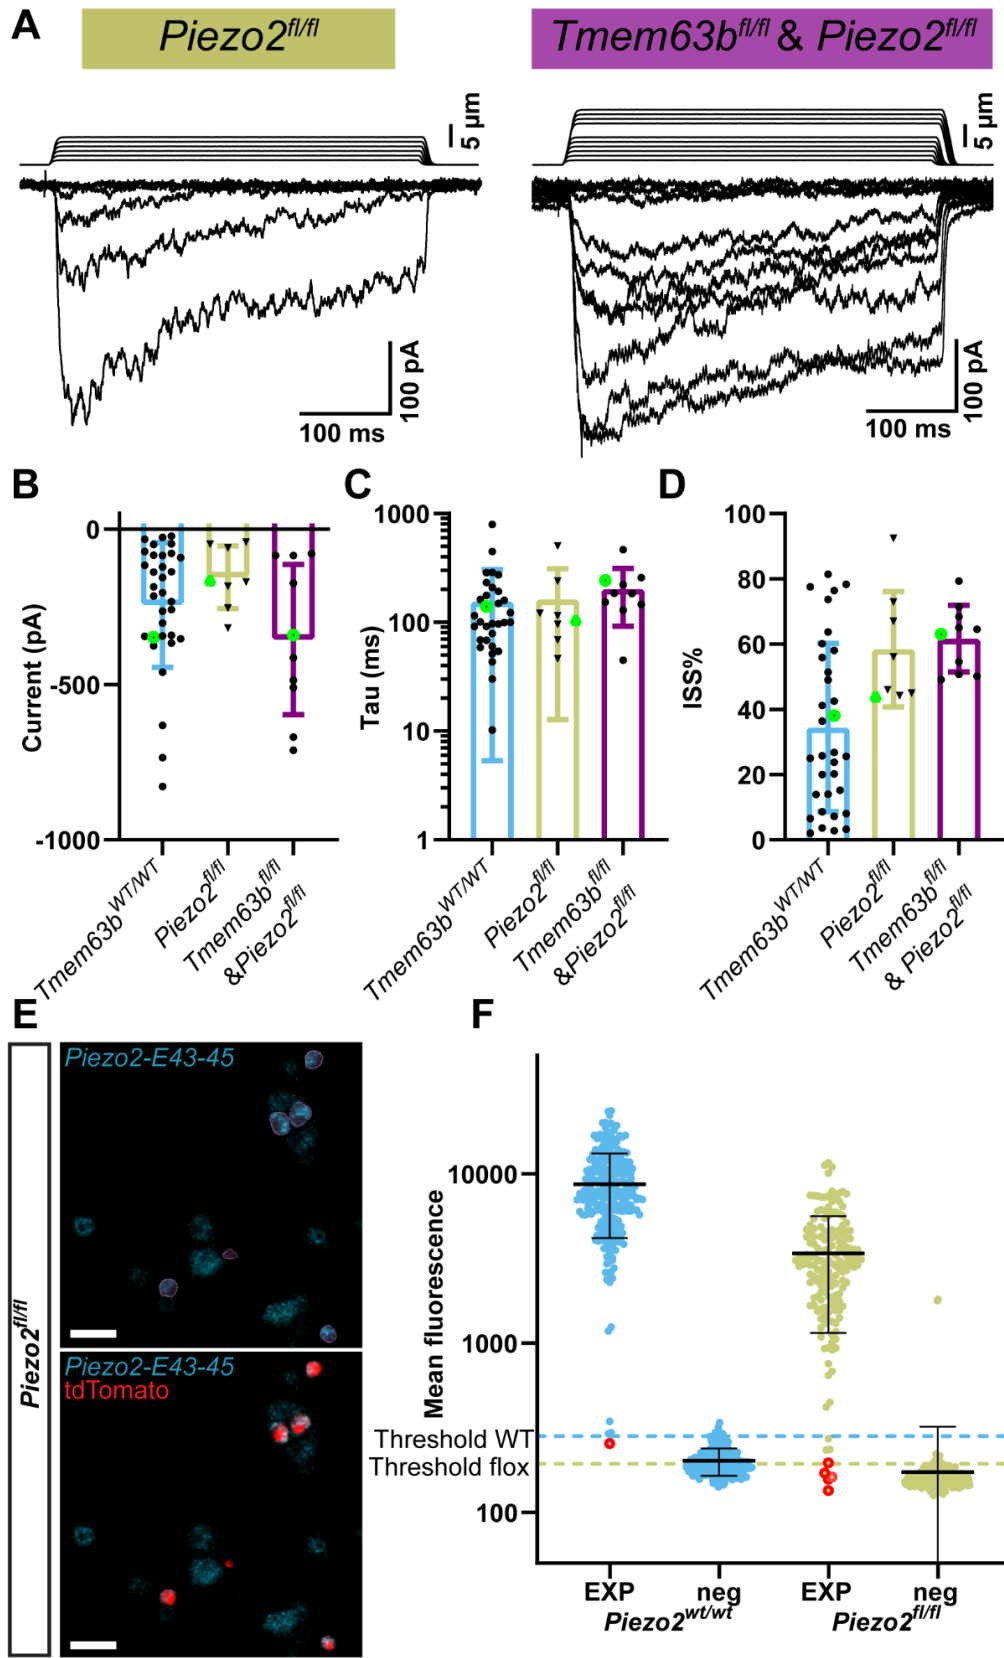 A
Piezo2fl/fl
Tmem63bfl/fl & Piezo2fl/fl
5 µm
5 µm
100 pA
100 ms
100 pA
100 ms
B
0
-500
-1000
Current (pA)
Tmem63bWT/WT
Piezo2fl/fl
Tmem63bfl/fl
&Piezo2fl/fl
C
1000
100
10
1
Tau (ms)
Tmem63bWT/WT
Piezo2fl/fl
Tmem63bfl/fl
&Piezo2fl/fl
D
100
80
60
40
20
0
ISS%
Tmem63bWT/WT
Piezo2fl/fl
Tmem63bfl/fl
& Piezo2fl/fl
E
Piezo2fl/fl
Piezo2-E43-45
Piezo2-E43-45
tdTomato
F
Mean fluorescence
10000
1000
Threshold WT
Threshold flox
100
EXP neg EXP neg
Piezo2wt/wt Piezo2fl/fl